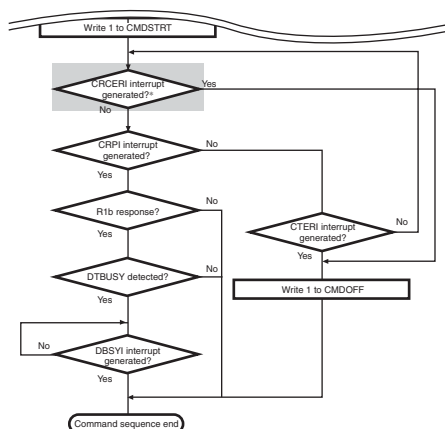 Write 1 to CMDSTRT
CRCERI interrupt
generated?*
Yes
No
CRPI interrupt
generated?
No
Yes
R1b response?
No
Yes
CTERI interrupt
generated?
No
Yes
DTBUSY detected?
No
Yes
Write 1 to CMDOFF
DBSYI interrupt
generated?
No
Yes
Command sequence end